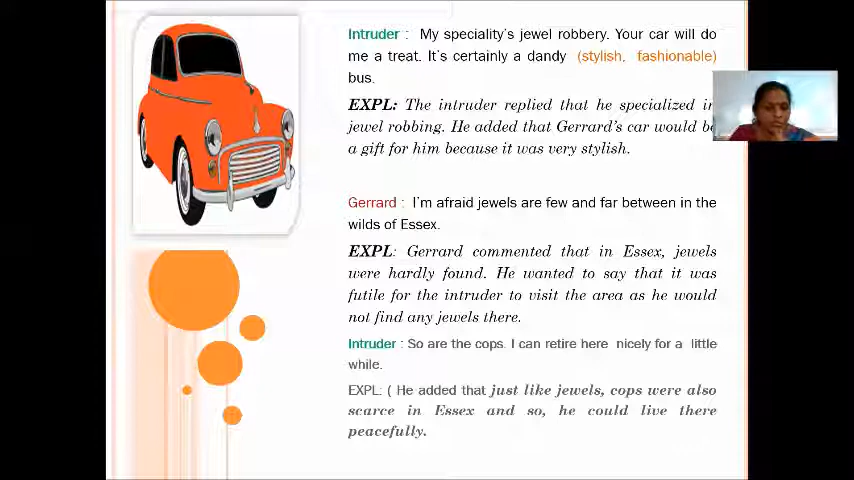 Intruder : My speciality's jewel robbery. Your car will do
me a treat. It's certainly a dandy (stylish, fashionable)
bus.
EXPL: The intruder replied that he specialized in
jewel robbing. He added that Gerrard's car would be
a gift for him because it was very stylish.
Gerrard : I'm afraid jewels are few and far between in the
wilds of Essex.
EXPL: Gerrard commented that in Essex, jewels
were hardly found. He wanted to say that it was
futile for the intruder to visit the area as he would
not find any jewels there.
Intruder : So are the cops. I can retire here nicely for a little
while.
EXPL: ( He added that just like jewels, cops were also
scarce in Essex and so, he could live there
peacefully.